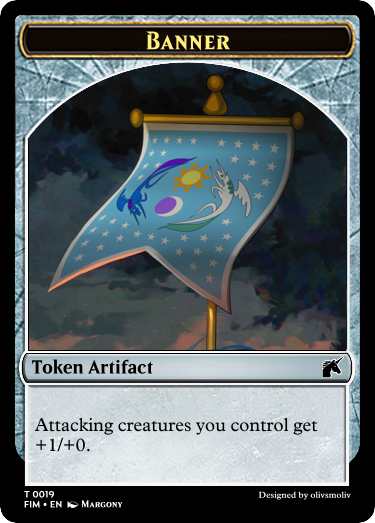 BANNER
Token Artifact
Attacking creatures you control get
+1/+0.
T 0019
FIM • EN MARGONY
Designed by olivsmoliv